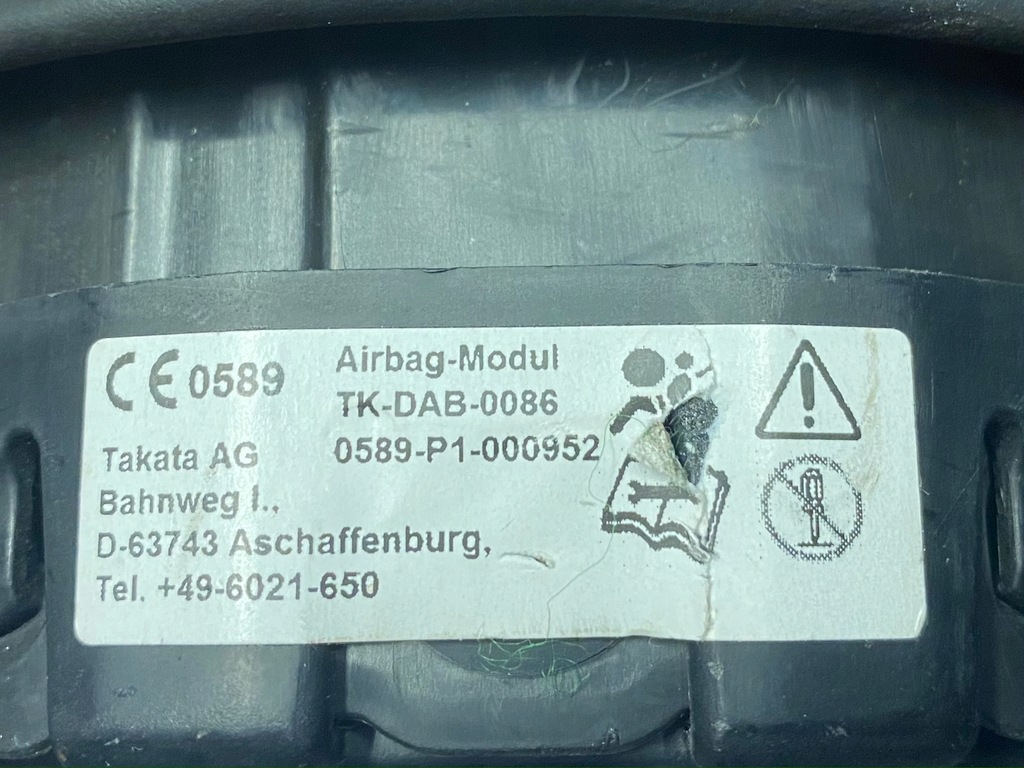 CE 0589
Airbag-Modul
TK-DAB-0086
0589-P1-000952
Takata AG
Bahnweg I.,
D-63743 Aschaffenburg,
Tel. +49-6021-650